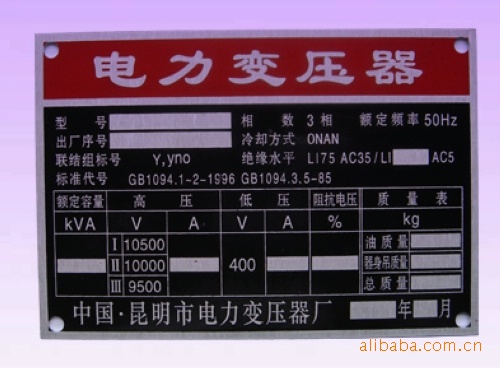 电力变压器
型号 相数 3相 额定频率 50Hz
出厂序号 冷却方式 ONAN
联结组标号 Y,yno 绝缘水平 LI75 AC35/LI AC5
标准代号 GB1094.1~2-1996 GB1094.3.5-85
额定容量 高压 低压 阻抗电压 质量表
kVA V A V A % kg
I 10500 油质量
II 10000 400 器身吊质量
III 9500 总质量
中国·昆明市电力变压器厂 年 月
alibaba.com.cn